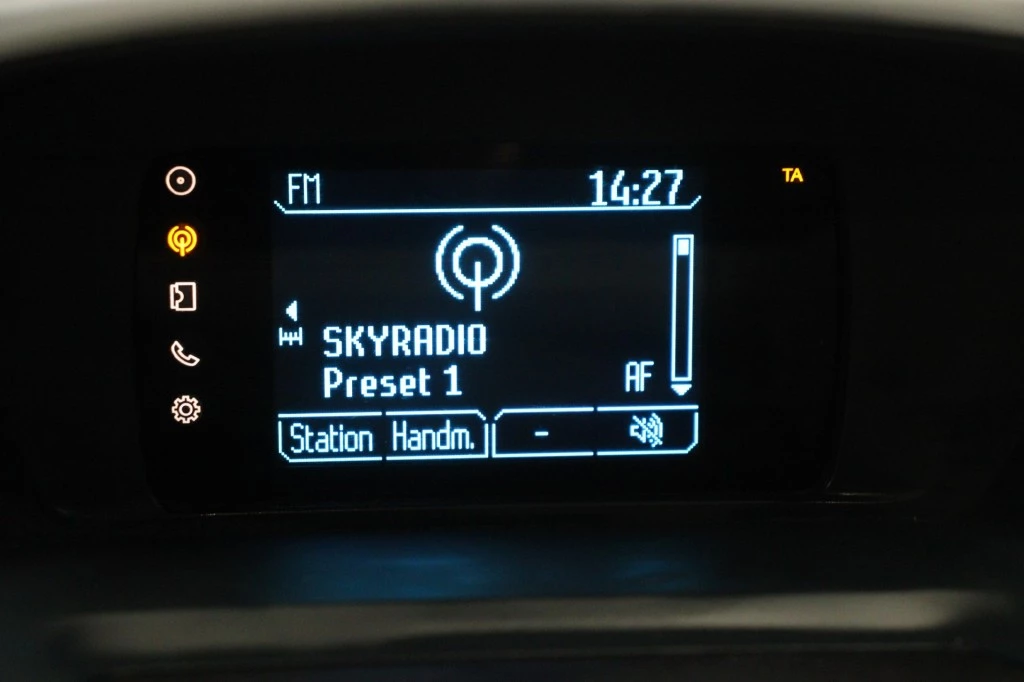 FM 14:27 TA
SKYRADIO
Preset 1 AF
Station Handm. -